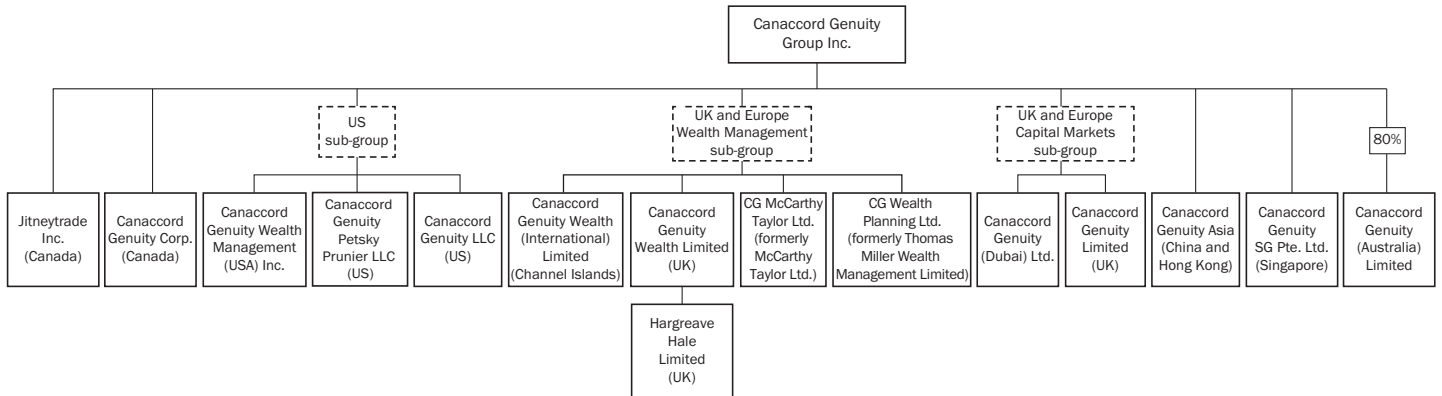 Canaccord Genuity
Group Inc.
US
sub-group
UK and Europe
Wealth Management
sub-group
UK and Europe
Capital Markets
sub-group
80%
Jitneytrade
Inc.
(Canada)
Canaccord
Genuity Corp.
(Canada)
Canaccord
Genuity Wealth
Management
(USA) Inc.
Canaccord
Genuity
Petsky
Prunier LLC
(US)
Canaccord
Genuity LLC
(US)
Canaccord
Genuity Wealth
(International)
Limited
(Channel Islands)
Canaccord
Genuity
Wealth Limited
(UK)
CG McCarthy
Taylor Ltd.
(formerly
McCarthy
Taylor Ltd.)
CG Wealth
Planning Ltd.
(formerly Thomas
Miller Wealth
Management Limited)
Canaccord
Genuity
(Dubai) Ltd.
Canaccord
Genuity
Limited
(UK)
Canaccord
Genuity Asia
(China and
Hong Kong)
Canaccord
Genuity
SG Pte. Ltd.
(Singapore)
Canaccord
Genuity
(Australia)
Limited
Hargreave
Hale
Limited
(UK)